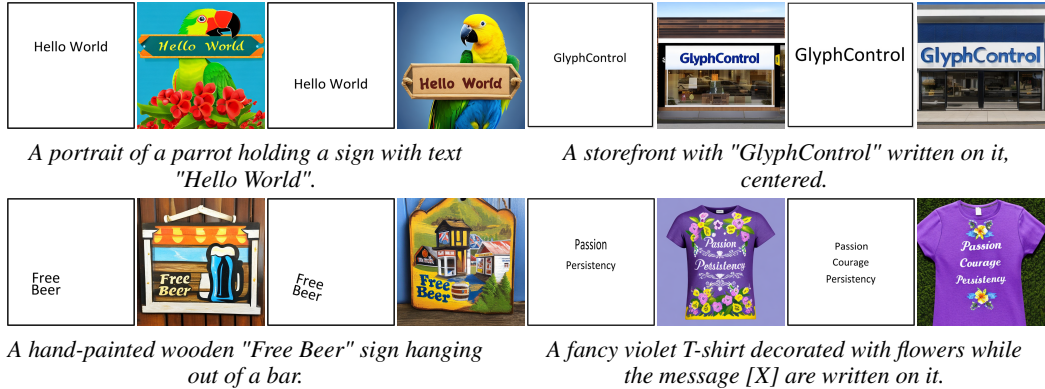 Hello World
Hello World
Hello World
Hello World
GlyphControl
GlyphControl
GlyphControl
GlyphControl
A portrait of a parrot holding a sign with text
"Hello World".
A storefront with "GlyphControl" written on it,
centered.
Free
Beer
Free
Beer
Free
Beer
Free
Beer
Passion
Persistency
Passion
Persistency
Passion
Courage
Persistency
Passion
Courage
Persistency
A hand-painted wooden "Free Beer" sign hanging
out of a bar.
A fancy violet T-shirt decorated with flowers while
the message [X] are written on it.